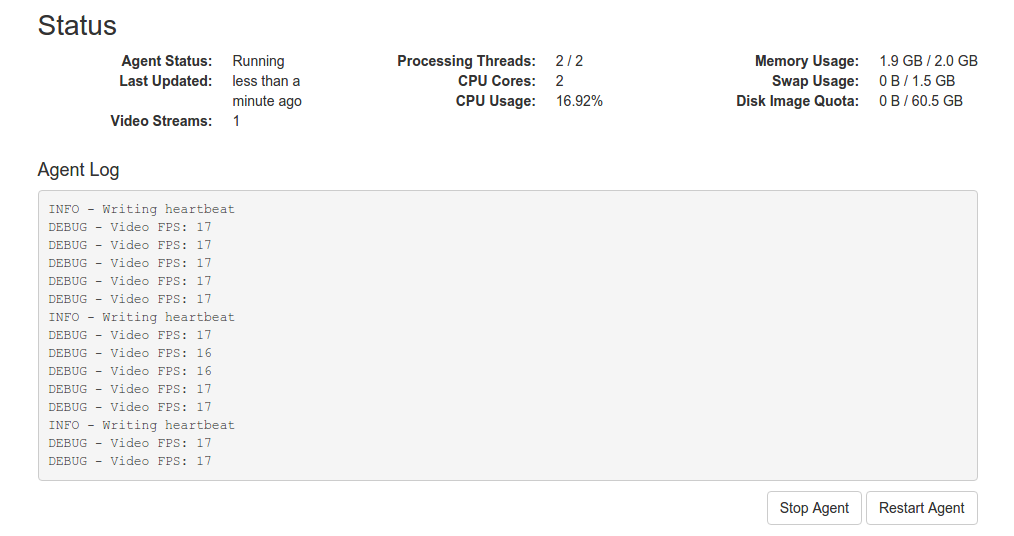 Status
Agent Status: Running
Last Updated: less than a
minute ago
Video Streams: 1
Processing Threads: 2 / 2
CPU Cores: 2
CPU Usage: 16.92%
Memory Usage: 1.9 GB / 2.0 GB
Swap Usage: 0 B / 1.5 GB
Disk Image Quota: 0 B / 60.5 GB
Agent Log
INFO - Writing heartbeat
DEBUG - Video FPS: 17
DEBUG - Video FPS: 17
DEBUG - Video FPS: 17
DEBUG - Video FPS: 17
DEBUG - Video FPS: 17
INFO - Writing heartbeat
DEBUG - Video FPS: 17
DEBUG - Video FPS: 16
DEBUG - Video FPS: 16
DEBUG - Video FPS: 17
DEBUG - Video FPS: 17
INFO - Writing heartbeat
DEBUG - Video FPS: 17
DEBUG - Video FPS: 17
Stop Agent
Restart Agent